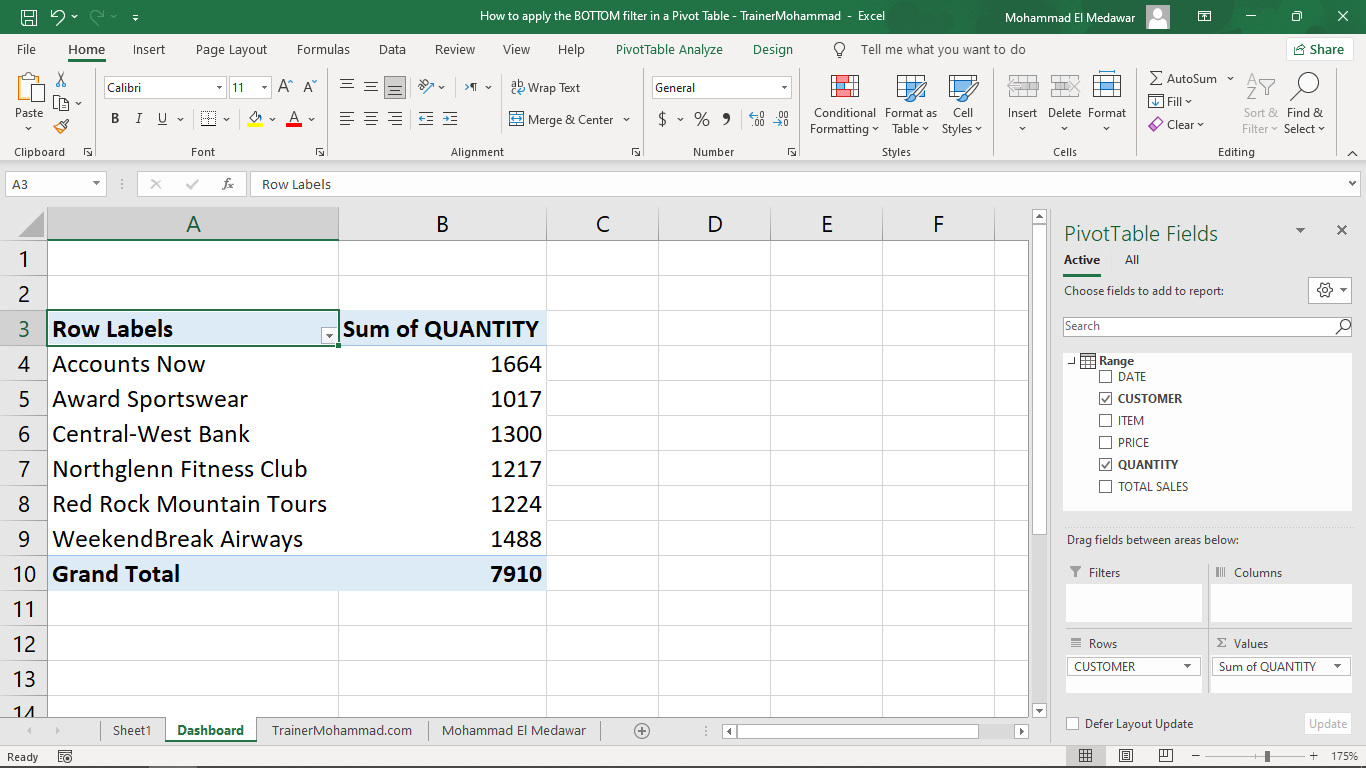 How to apply the BOTTOM filter in a Pivot Table - TrainerMohammad - Excel
Mohammad El Medawar
File Home Insert Page Layout Formulas Data Review View Help PivotTable Analyze Design Tell me what you want to do Share
Paste
Clipboard
Calibri 11
B I U A
Font
ab Wrap Text
Merge & Center
Alignment
General
$ % 9
Number
Conditional Formatting
Format as Table
Cell Styles
Styles
Insert Delete Format
Cells
AutoSum
Fill
Clear
Sort & Filter
Find & Select
Editing
A3 fx Row Labels
A B C D E F
1
2
3 Row Labels Sum of QUANTITY
4 Accounts Now 1664
5 Award Sportswear 1017
6 Central-West Bank 1300
7 Northglenn Fitness Club 1217
8 Red Rock Mountain Tours 1224
9 WeekendBreak Airways 1488
10 Grand Total 7910
11
12
13
14
PivotTable Fields
Active All
Choose fields to add to report:
Search
Range
DATE
CUSTOMER
ITEM
PRICE
QUANTITY
TOTAL SALES
Drag fields between areas below:
Filters
Columns
Rows
CUSTOMER
Σ Values
Sum of QUANTITY
Defer Layout Update Update
Sheet1 Dashboard TrainerMohammad.com Mohammad El Medawar
Ready
175%